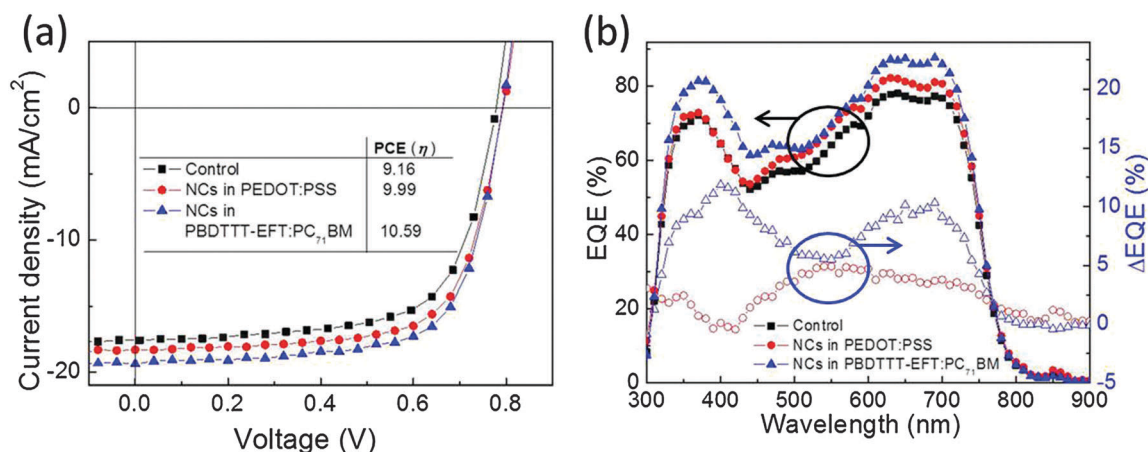 (a)
Current density (mA/cm²)
0
-10
-20
0.0 0.2 0.4 0.6 0.8
Voltage (V)
PCE (η)
Control 9.16
NCs in PEDOT:PSS 9.99
NCs in
PBDTTT-EFT:PC₇₁BM 10.59
(b)
EQE (%)
80
60
40
20
0
300 400 500 600 700 800 900
Wavelength (nm)
ΔEQE (%)
20
15
10
5
0
-5
Control
NCs in PEDOT:PSS
NCs in PBDTTT-EFT:PC₇₁BM